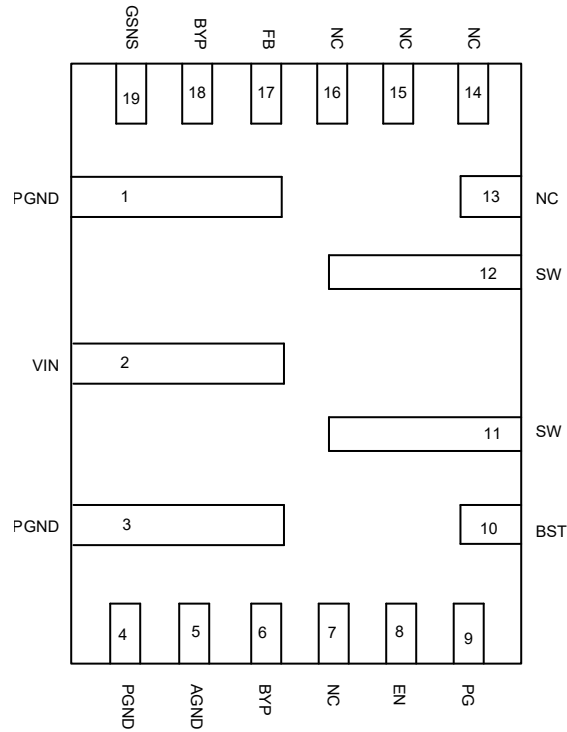 GSNS BYP FB NC NC NC
19 18 17 16 15 14
PGND 1 13 NC
12 SW
VIN 2
11 SW
PGND 3 10 BST
4 5 6 7 8 9
PGND AGND BYP NC EN PG